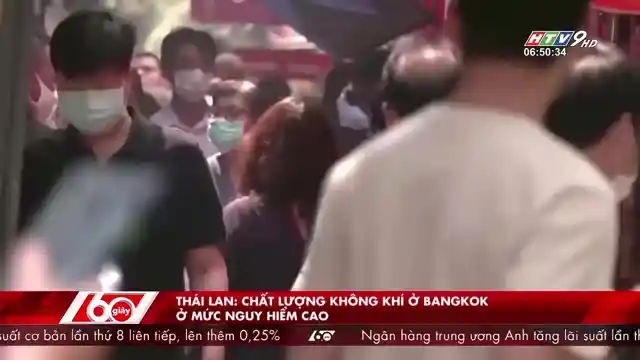 HTV9 HD
06:50:34
60 giây
THÁI LAN: CHẤT LƯỢNG KHÔNG KHÍ Ở BANGKOK
Ở MỨC NGUY HIỂM CAO
suất cơ bản lần thứ 8 liên tiếp, lên thêm 0,25% 60 Ngân hàng trung ương Anh tăng lãi suất lần